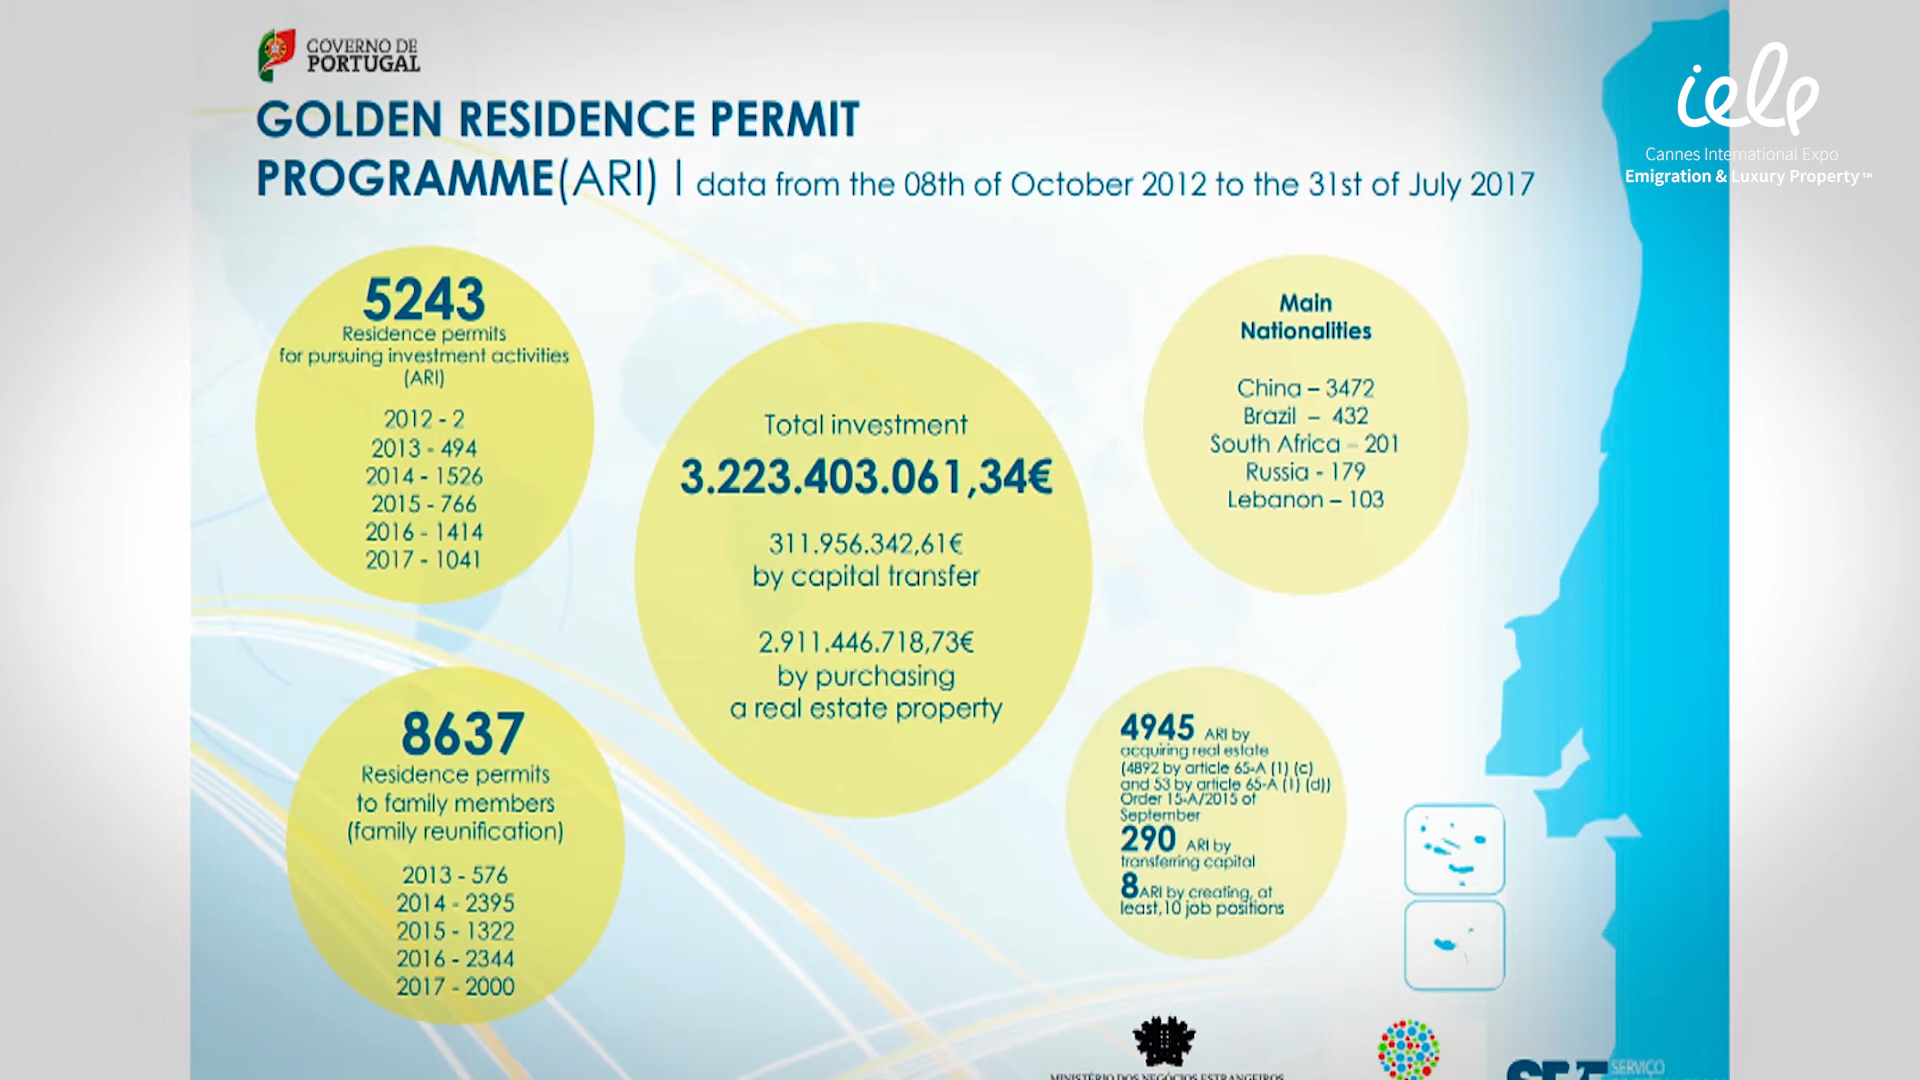 GOVERNO DE
PORTUGAL
GOLDEN RESIDENCE PERMIT
PROGRAMME(ARI) | data from the 08th of October 2012 to the 31st of July 2017
ielp
Cannes International Expo
Emigration & Luxury Property™
5243
Residence permits
for pursuing investment activities
(ARI)
2012 - 2
2013 - 494
2014 - 1526
2015 - 766
2016 - 1414
2017 - 1041
Total investment
3.223.403.061,34€
311.956.342,61€
by capital transfer
2.911.446.718,73€
by purchasing
a real estate property
Main
Nationalities
China – 3472
Brazil – 432
South Africa – 201
Russia - 179
Lebanon – 103
8637
Residence permits
to family members
(family reunification)
2013 - 576
2014 - 2395
2015 - 1322
2016 - 2344
2017 - 2000
4945 ARI by
acquiring real estate
(4892 by article 65-A (1) (c)
and 53 by article 65-A (1) (d))
Order 15-A/2015 of
September
290 ARI by
transferring capital
8 ARI by creating, at
least,10 job positions
MINISTÉRIO DOS NEGÓCIOS ESTRANGEIROS
SEF SERVIÇO